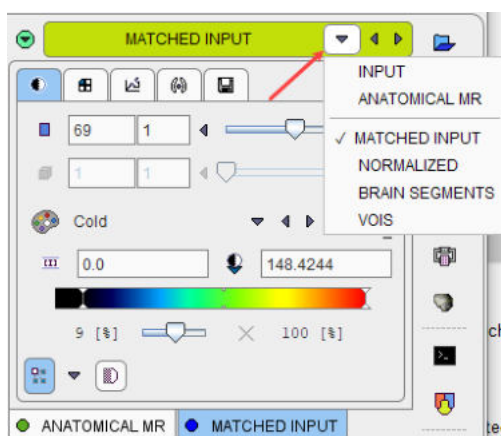 MATCHED INPUT
INPUT
ANATOMICAL MR
✓ MATCHED INPUT
NORMALIZED
BRAIN SEGMENTS
VOIS
69 1
1 1
Cold
0.0 148.4244
9 [%] 100 [%]
ANATOMICAL MR MATCHED INPUT